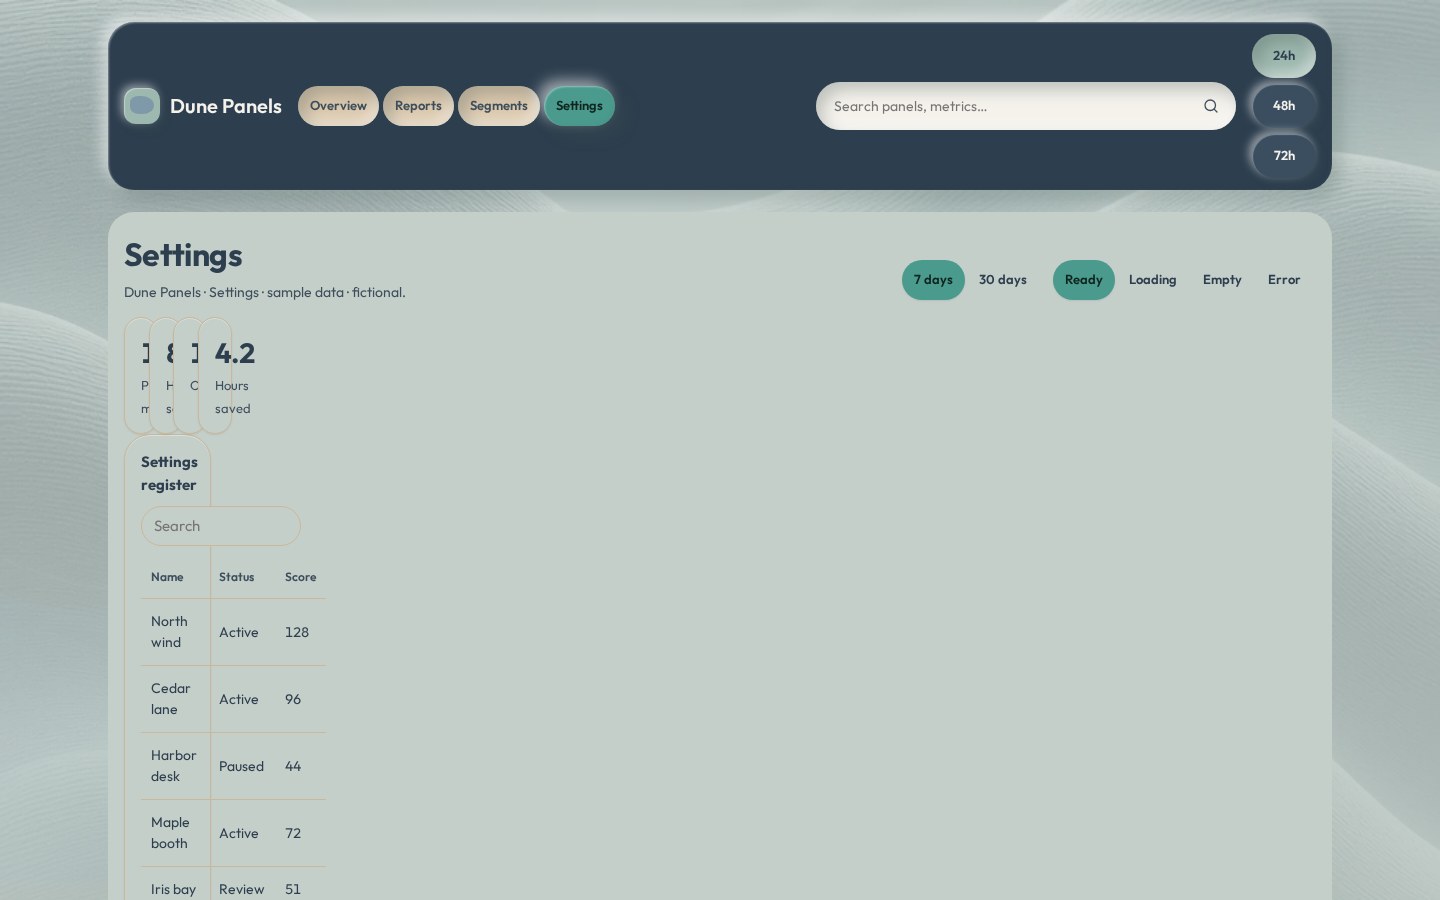 Dune Panels
Overview
Reports
Segments
Settings
Search panels, metrics...
24h
48h
72h
Settings
Dune Panels · Settings · sample data · fictional.
7 days
30 days
Ready
Loading
Empty
Error
4.2
Hours
saved
Settings
register
Search
Name Status Score
North
wind
Active 128
Cedar
lane
Active 96
Harbor
desk
Paused 44
Maple
booth
Active 72
Iris bay Review 51